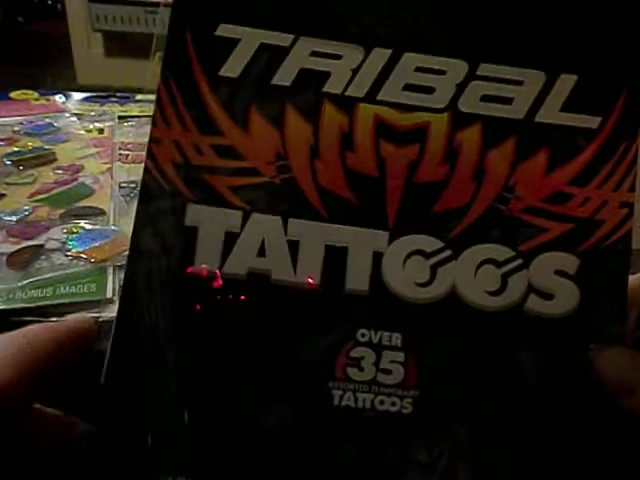 TRIBAL
TATTOOS
OVER
35
ASSORTED TEMPORARY
TATTOOS
S • BONUS IMAGES